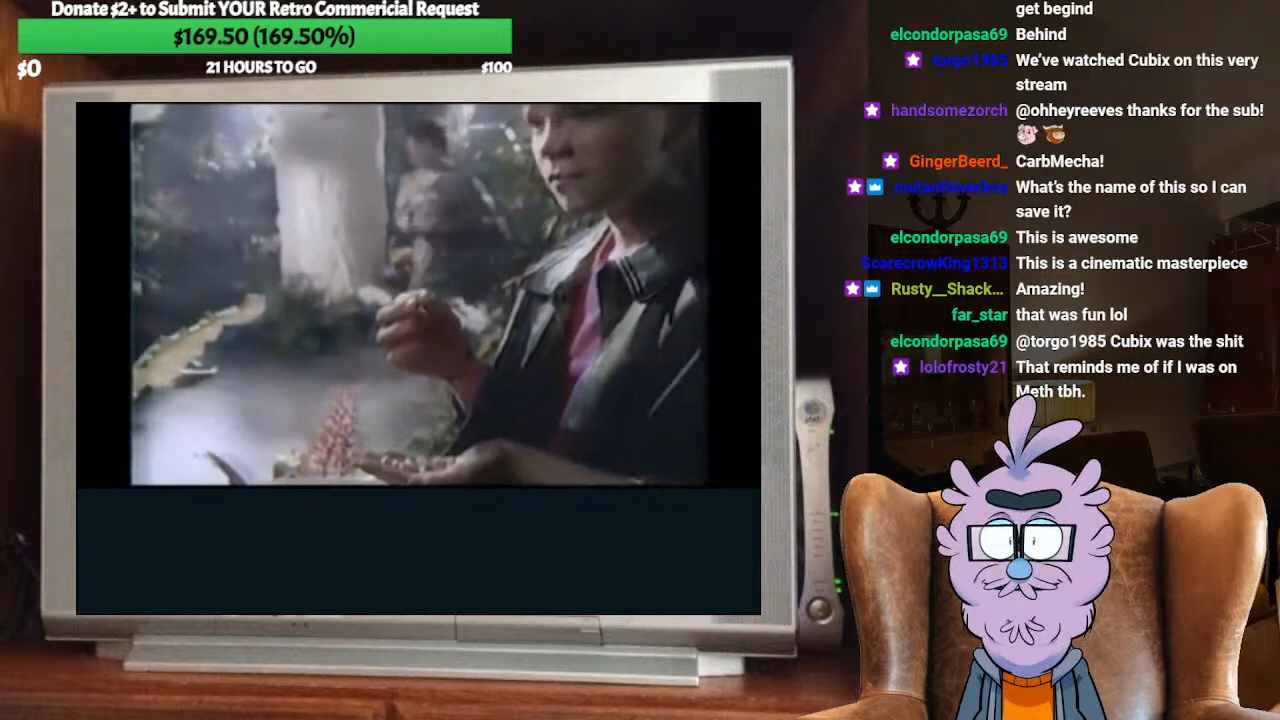 Donate $2+ to Submit YOUR Retro Commericial Request
$169.50 (169.50%)
$0
21 HOURS TO GO
$100
get begind
elcondorpasa69 Behind
torgo1985 We've watched Cubix on this very
stream
handsomezorch @ohheyreeves thanks for the sub!
GingerBeerd_ CarbMecha!
mutantloverboy What's the name of this so I can
save it?
elcondorpasa69 This is awesome
ScarecrowKing1313 This is a cinematic masterpiece
Rusty__Shack... Amazing!
far_star that was fun lol
elcondorpasa69 @torgo1985 Cubix was the shit
lolofrosty21 That reminds me of if I was on
Meth tbh.